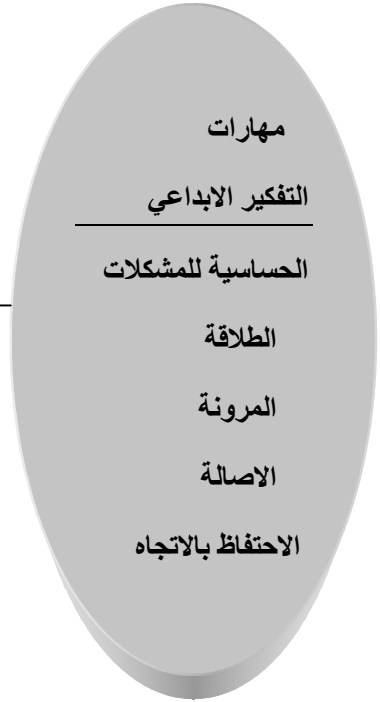 مهارات
التفكير الابداعي
الحساسية للمشكلات
الطلاقة
المرونة
الاصالة
الاحتفاظ بالاتجاه